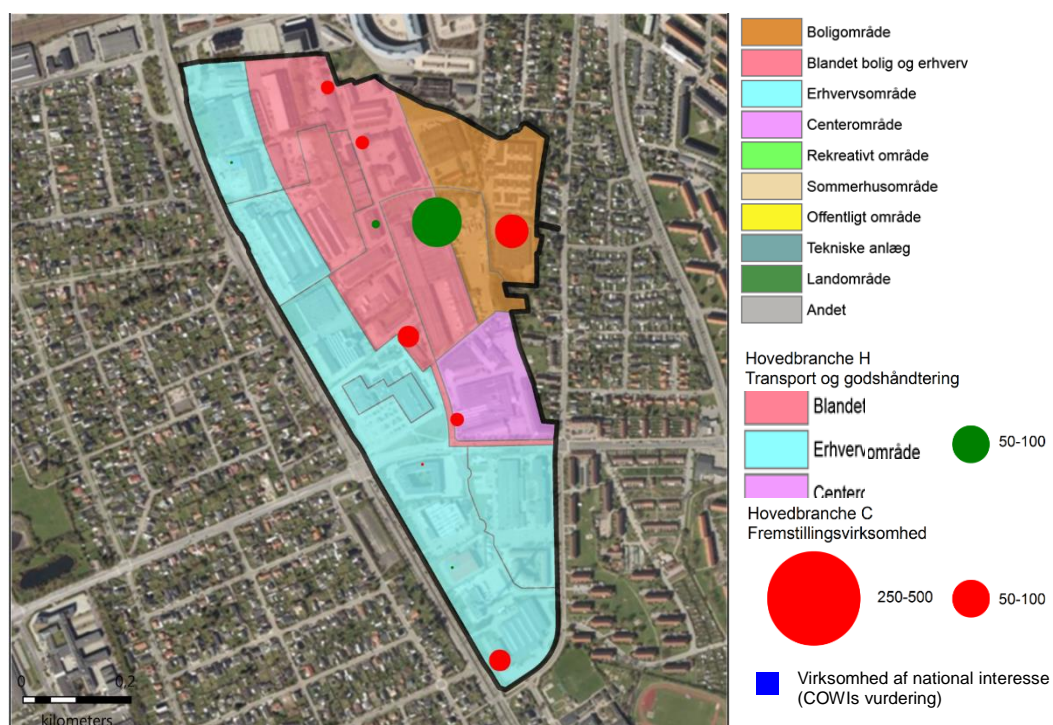 Boligområde
Blandet bolig og erhverv
Erhvervsområde
Centerområde
Rekreativt område
Sommerhusområde
Offentligt område
Tekniske anlæg
Landområde
Andet
Hovedbranche H
Transport og godshåndtering
Blandet
Erhvervområde
50-100
Centero
Hovedbranche C
Fremstillingsvirksomhed
250-500
50-100
Virksomhed af national interesse
(COWIs vurdering)
0 0,2
kilometers